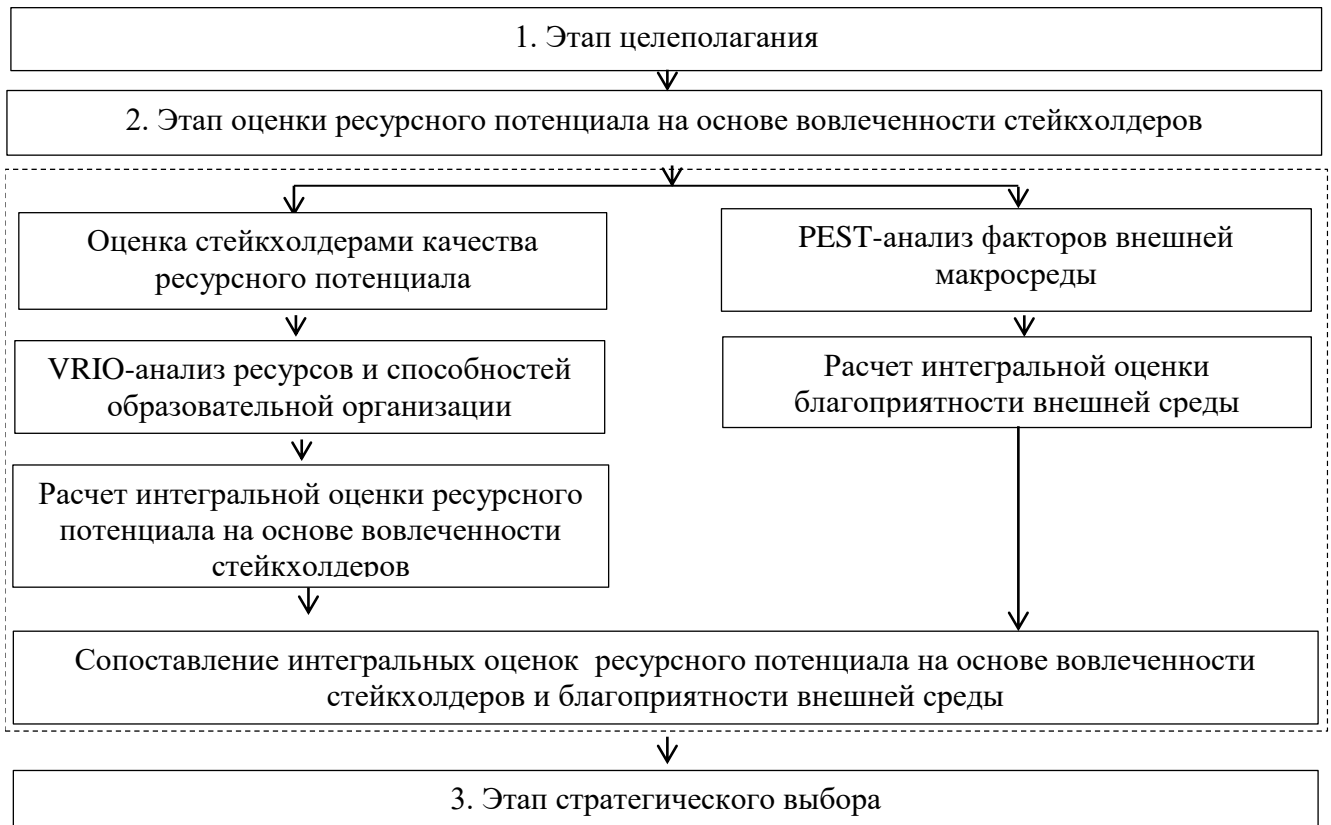 1. Этап целеполагания
2. Этап оценки ресурсного потенциала на основе вовлеченности стейкхолдеров
Оценка стейкхолдерами качества
ресурсного потенциала
VRIO-анализ ресурсов и способностей
образовательной организации
Расчет интегральной оценки ресурсного
потенциала на основе вовлеченности
стейкхолдеров
PEST-анализ факторов внешней
макросреды
Расчет интегральной оценки
благоприятности внешней среды
Сопоставление интегральных оценок ресурсного потенциала на основе вовлеченности
стейкхолдеров и благоприятности внешней среды
3. Этап стратегического выбора